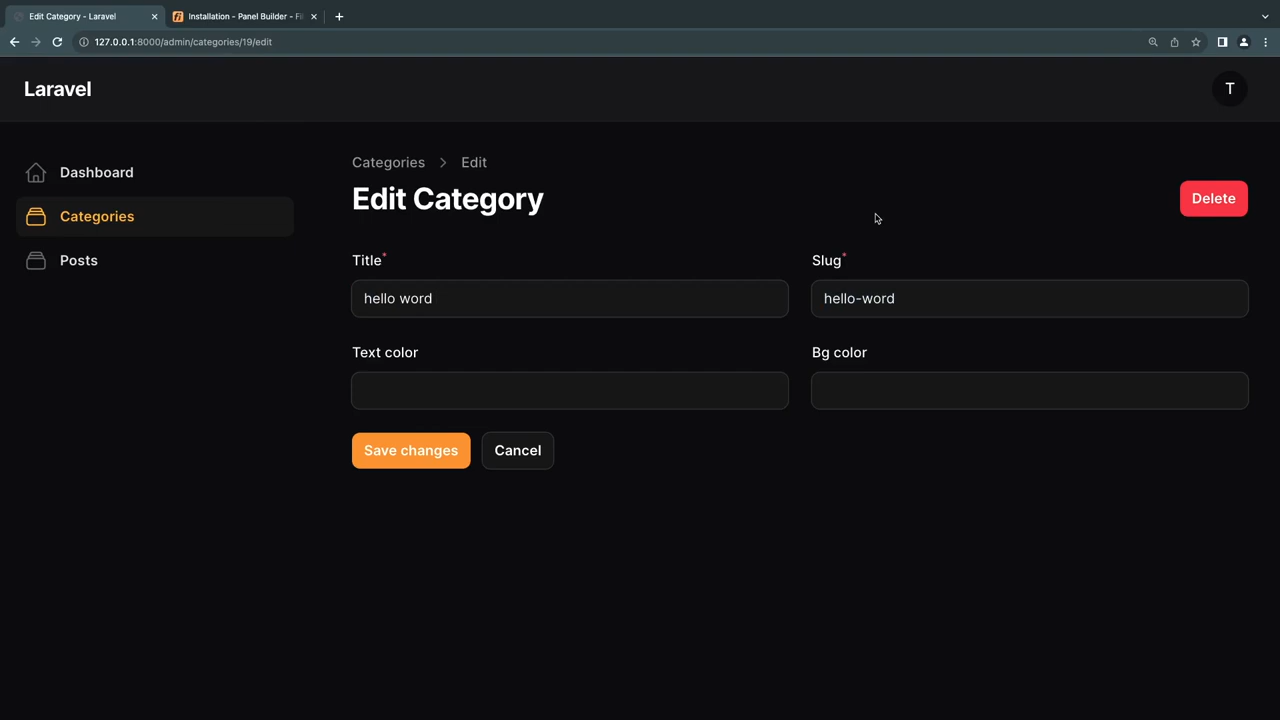 Edit Category - Laravel
Installation - Panel Builder - Fi
127.0.0.1:8000/admin/categories/19/edit
Laravel
T
Dashboard
Categories
Posts
Categories > Edit
Edit Category
Delete
Title*
Slug*
hello word
hello-word
Text color
Bg color
Save changes
Cancel